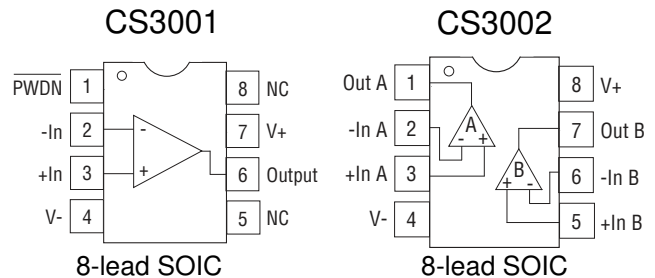 CS3001
PWDN 1 8 NC
-In 2 - 7 V+
+In 3 + 6 Output
V- 4 5 NC
8-lead SOIC
CS3002
Out A 1 8 V+
-In A 2 A - + 7 Out B
+In A 3 B + - 6 -In B
V- 4 5 +In B
8-lead SOIC